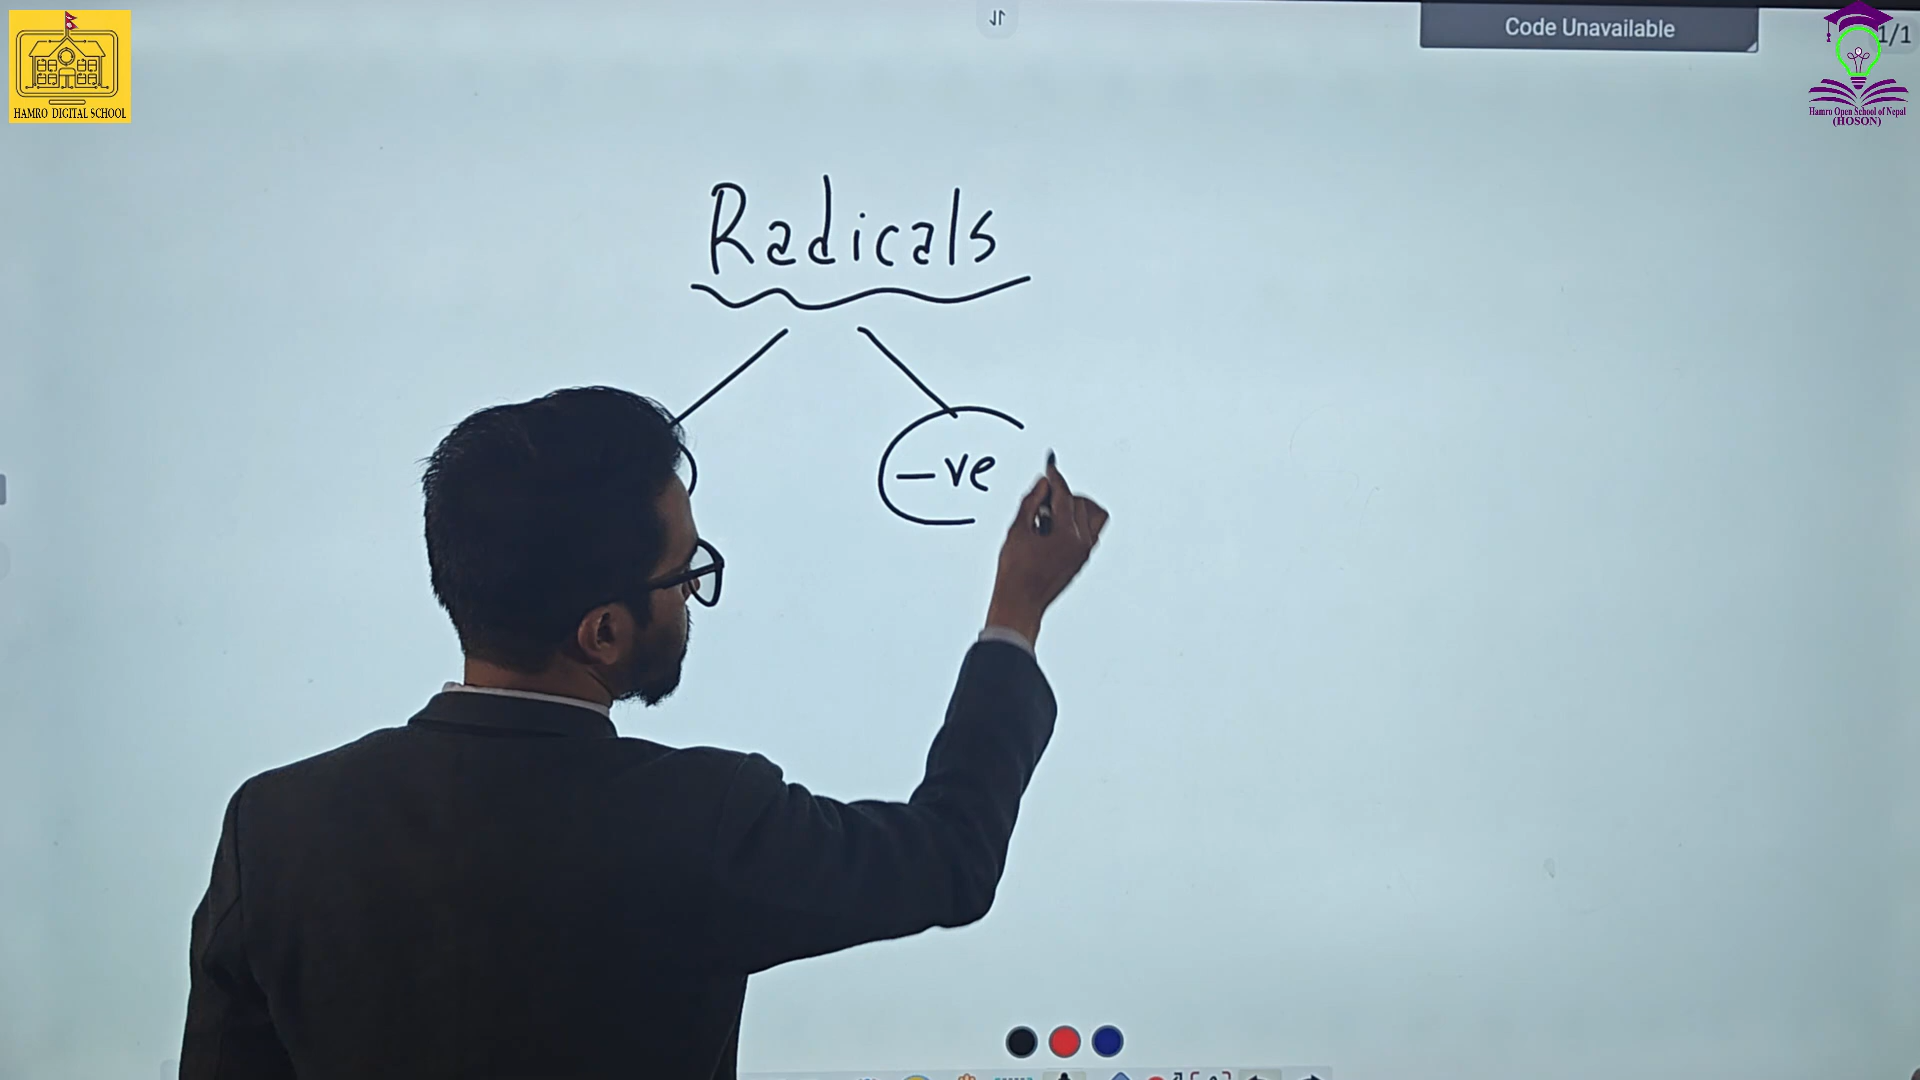 HAMRO DIGITAL SCHOOL
Code Unavailable
1/1
Hamro Open School of Nepal
(HOSON)
Radicals
-ve